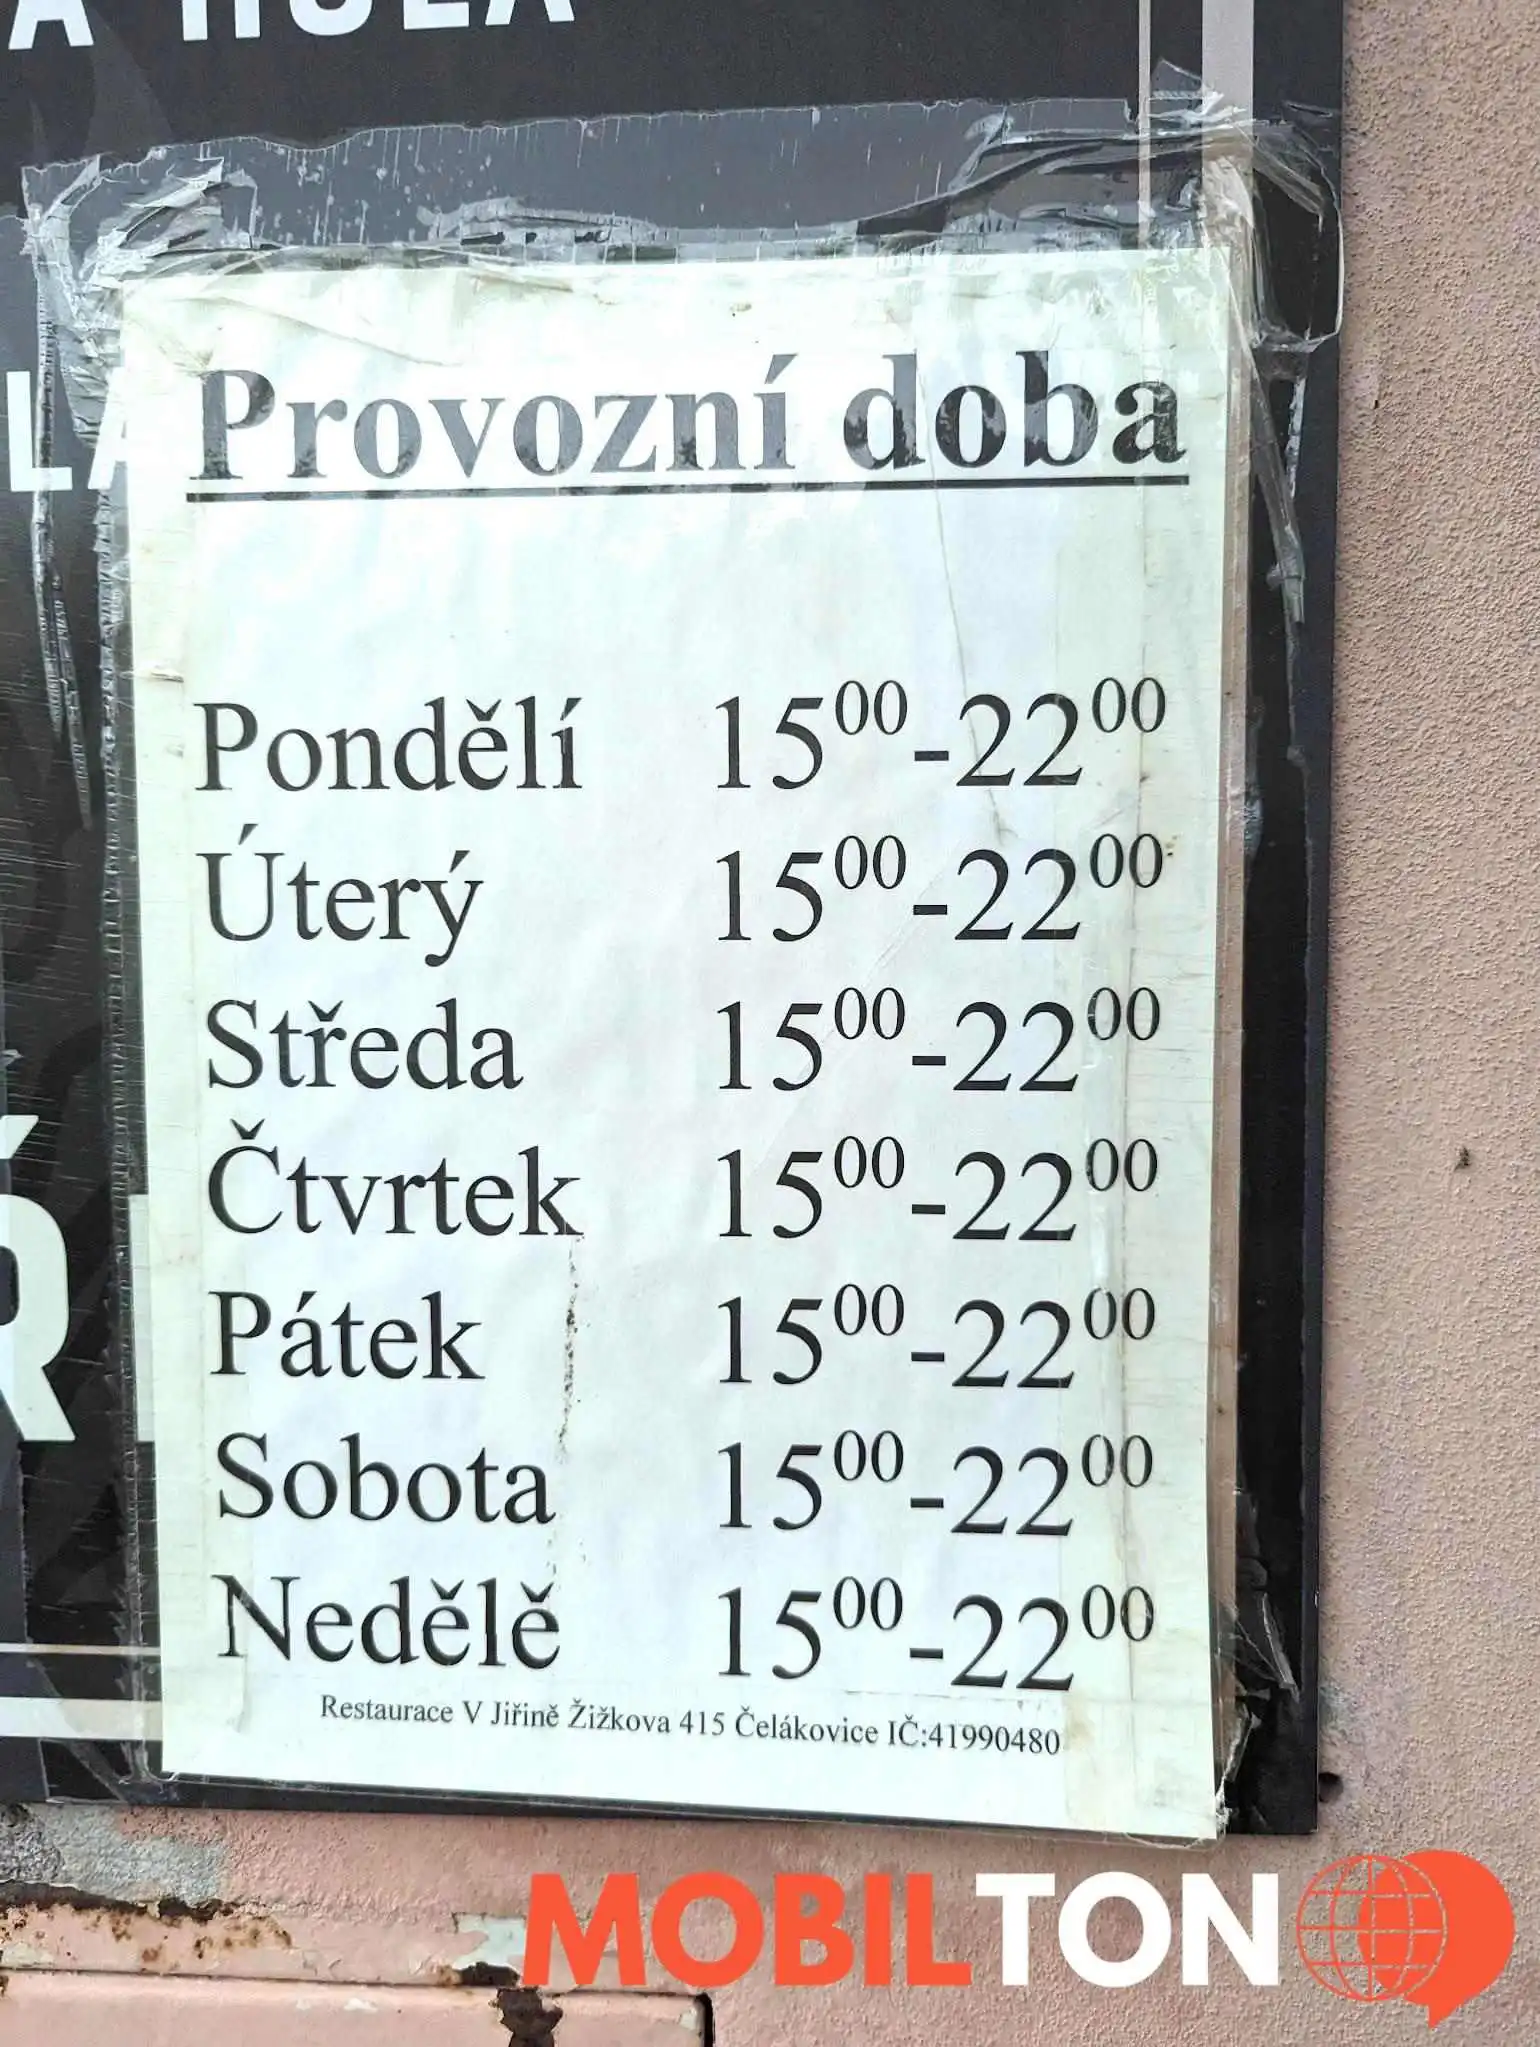 Provozní doba
Pondělí 15⁰⁰-22⁰⁰
Úterý 15⁰⁰-22⁰⁰
Středa 15⁰⁰-22⁰⁰
Čtvrtek 15⁰⁰-22⁰⁰
Pátek 15⁰⁰-22⁰⁰
Sobota 15⁰⁰-22⁰⁰
Nedělě 15⁰⁰-22⁰⁰
Restaurace V Jiřině Žižkova 415 Čelákovice IČ:41990480
MOBILTON